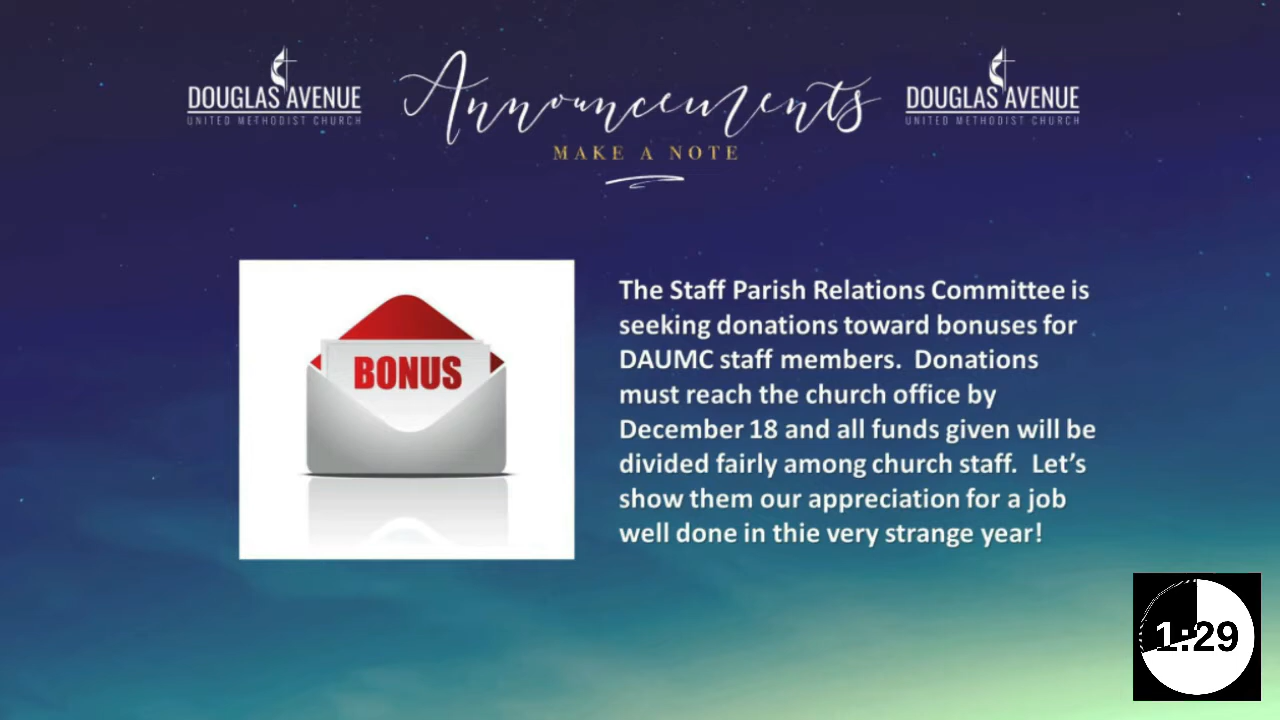 DOUGLAS AVENUE
UNITED METHODIST CHURCH
Announcements
MAKE A NOTE
DOUGLAS AVENUE
UNITED METHODIST CHURCH
BONUS
The Staff Parish Relations Committee is
seeking donations toward bonuses for
DAUMC staff members.  Donations
must reach the church office by
December 18 and all funds given will be
divided fairly among church staff.  Let’s
show them our appreciation for a job
well done in thie very strange year!
1:29